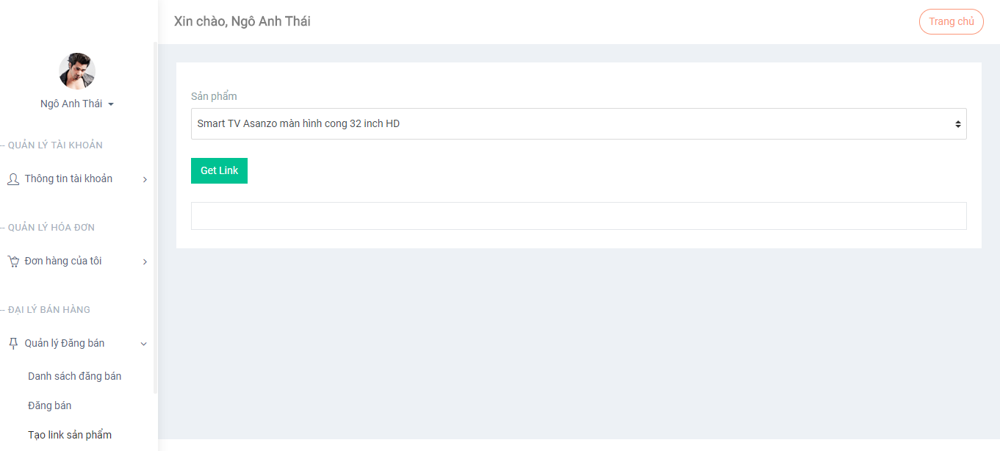 Xin chào, Ngô Anh Thái
Trang chủ
Ngô Anh Thái
-- QUẢN LÝ TÀI KHOẢN
Thông tin tài khoản
-- QUẢN LÝ HÓA ĐƠN
Đơn hàng của tôi
-- ĐẠI LÝ BÁN HÀNG
Quản lý Đăng bán
Danh sách đăng bán
Đăng bán
Tạo link sản phẩm
Sản phẩm
Smart TV Asanzo màn hình cong 32 inch HD
Get Link